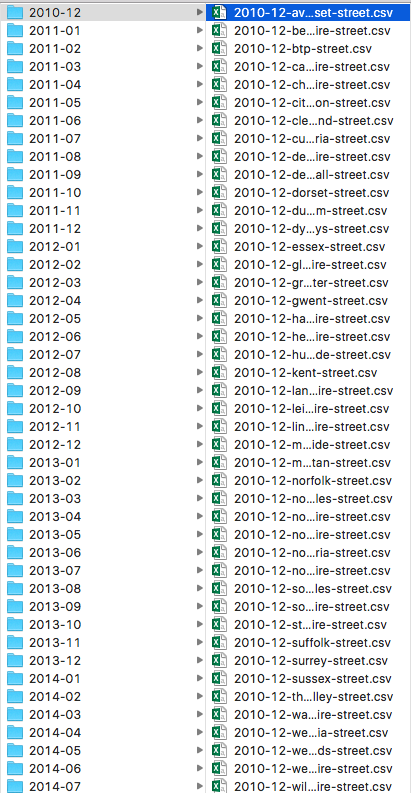 2010-12
2011-01
2011-02
2011-03
2011-04
2011-05
2011-06
2011-07
2011-08
2011-09
2011-10
2011-11
2011-12
2012-01
2012-02
2012-03
2012-04
2012-05
2012-06
2012-07
2012-08
2012-09
2012-10
2012-11
2012-12
2013-01
2013-02
2013-03
2013-04
2013-05
2013-06
2013-07
2013-08
2013-09
2013-10
2013-11
2013-12
2014-01
2014-02
2014-03
2014-04
2014-05
2014-06
2014-07
2010-12-av...set-street.csv
2010-12-be...ire-street.csv
2010-12-btp-street.csv
2010-12-ca...ire-street.csv
2010-12-ch...ire-street.csv
2010-12-cit...on-street.csv
2010-12-cle...nd-street.csv
2010-12-cu...ria-street.csv
2010-12-de...ire-street.csv
2010-12-de...all-street.csv
2010-12-dorset-street.csv
2010-12-du...m-street.csv
2010-12-dy...ys-street.csv
2010-12-essex-street.csv
2010-12-gl...ire-street.csv
2010-12-gr...ter-street.csv
2010-12-gwent-street.csv
2010-12-ha...ire-street.csv
2010-12-he...ire-street.csv
2010-12-hu...de-street.csv
2010-12-kent-street.csv
2010-12-lan...ire-street.csv
2010-12-lei...ire-street.csv
2010-12-lin...ire-street.csv
2010-12-m...ide-street.csv
2010-12-m...tan-street.csv
2010-12-norfolk-street.csv
2010-12-no...les-street.csv
2010-12-no...ire-street.csv
2010-12-no...ire-street.csv
2010-12-no...ria-street.csv
2010-12-no...ire-street.csv
2010-12-so...les-street.csv
2010-12-so...ire-street.csv
2010-12-st...ire-street.csv
2010-12-suffolk-street.csv
2010-12-surrey-street.csv
2010-12-sussex-street.csv
2010-12-th...lley-street.csv
2010-12-wa...ire-street.csv
2010-12-we...ia-street.csv
2010-12-we...ds-street.csv
2010-12-we...ire-street.csv
2010-12-wil...ire-street.csv